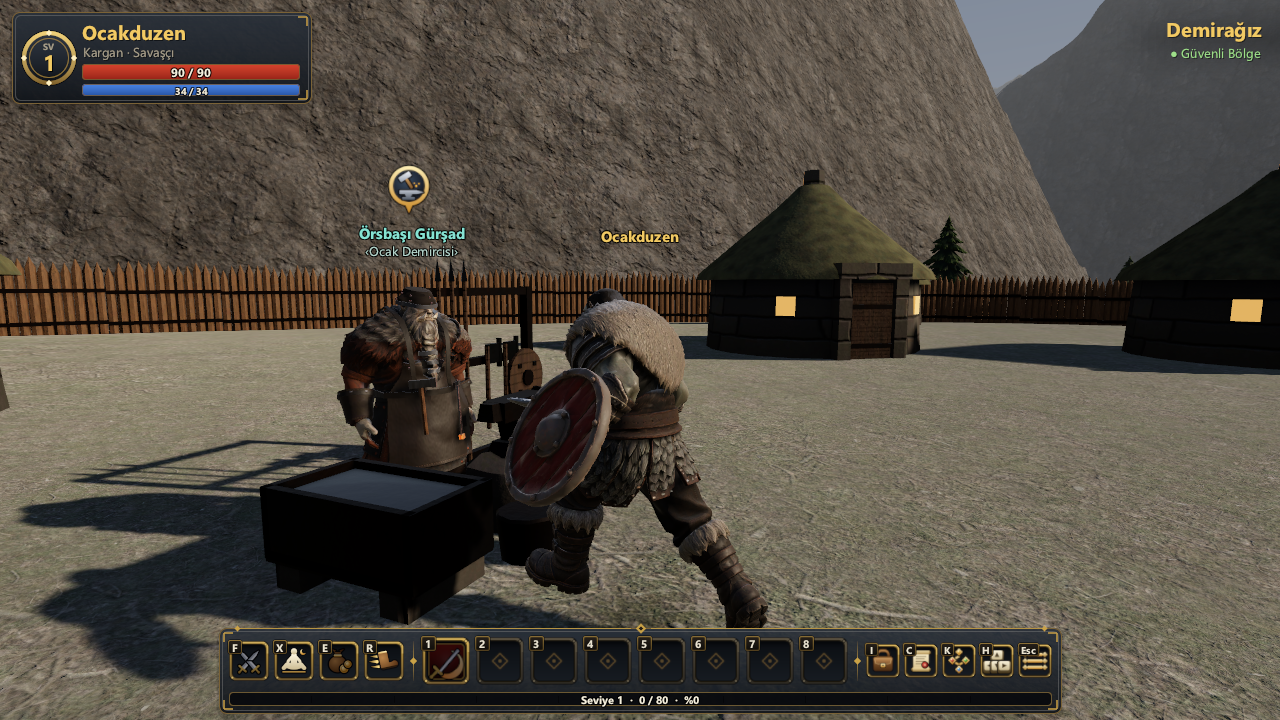 Ocakduzen
SV
1
Kargan · Savaşçı
90 / 90
34 / 34
Demirağız
Güvenli Bölge
Örsbaşı Gürşad
‹Ocak Demircisi›
Ocakduzen
F X E R 1 2 3 4 5 6 7 8 I C K H Esc
Seviye 1 · 0 / 80 · %0